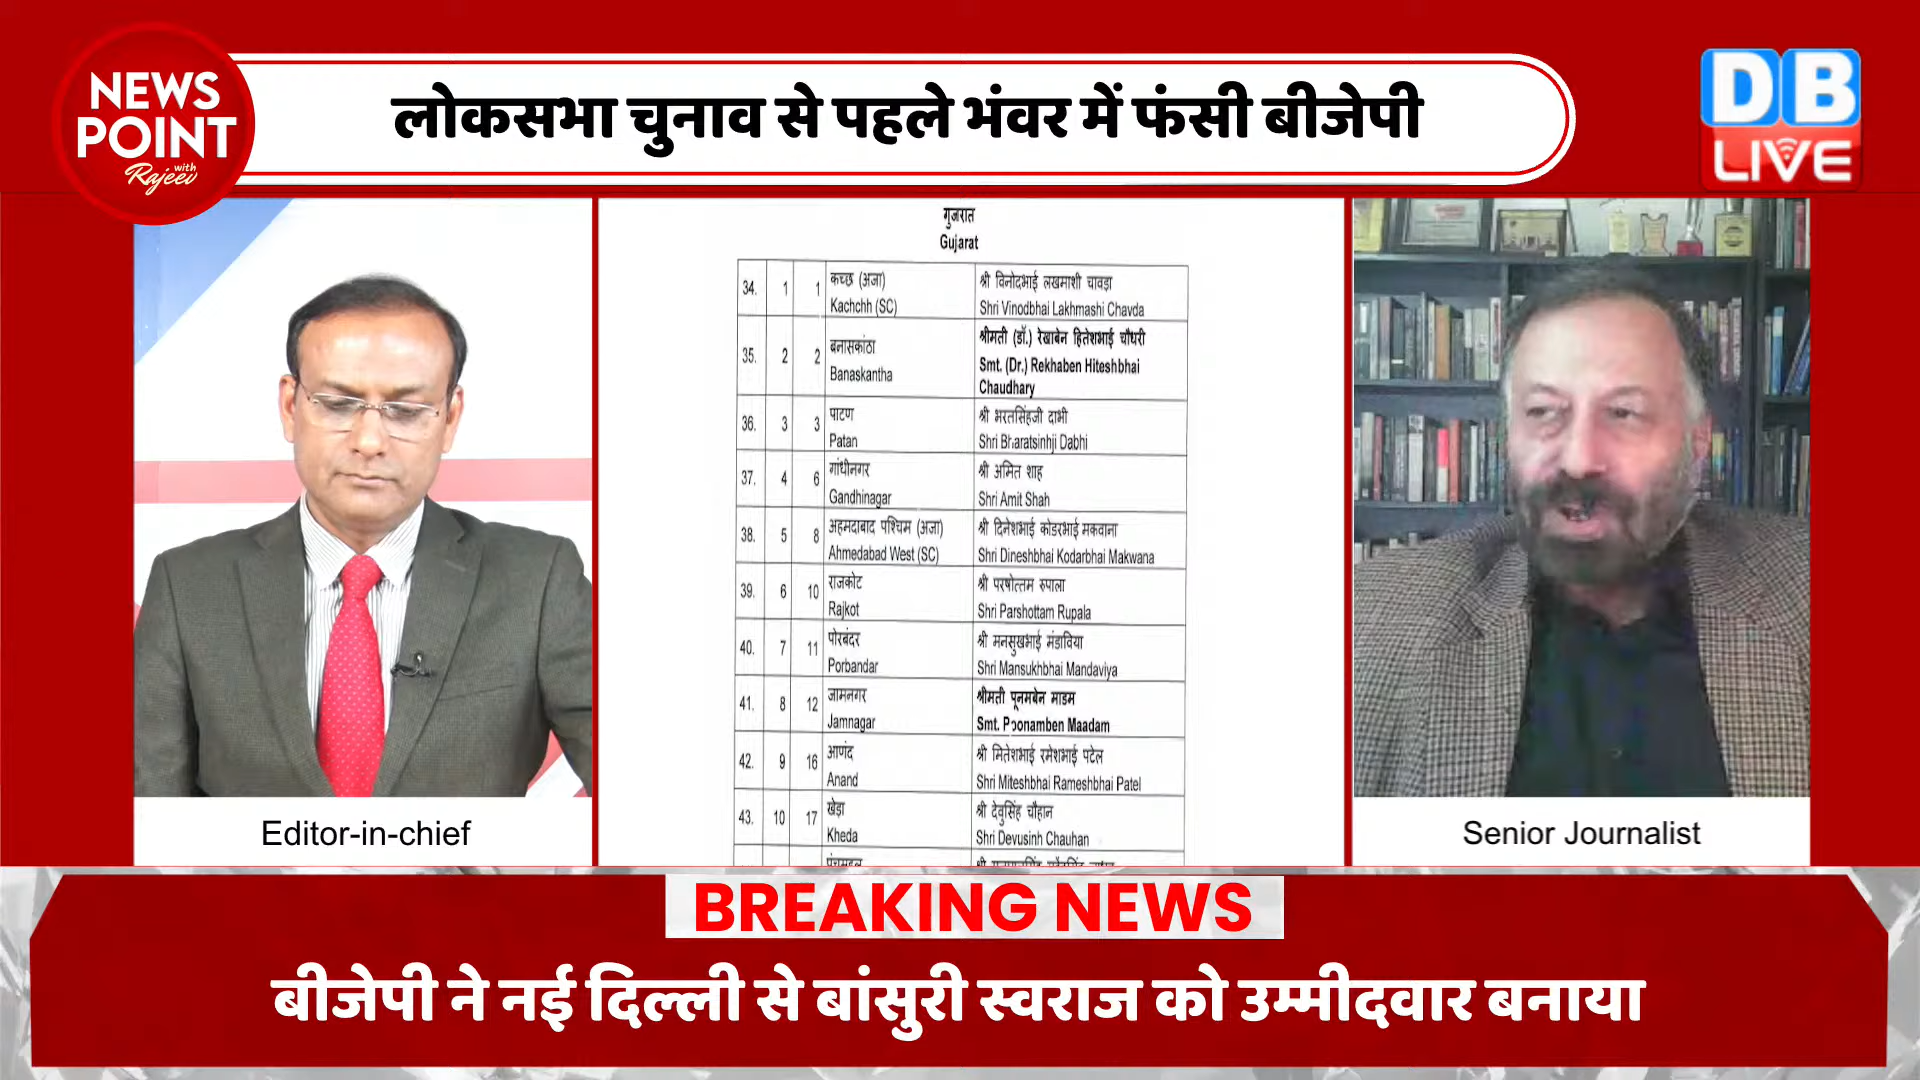 NEWS
POINT
with
Rajeev
लोकसभा चुनाव से पहले भंवर में फंसी बीजेपी
DB
LIVE
गुजरात
Gujarat
34. 1 1 कच्छ (अजा) श्री विनोदभाई लखमाशी चावड़ा
Kachchh (SC) Shri Vinodbhai Lakhmashi Chavda
35. 2 2 बनासकांठा श्रीमती (डॉ.) रेखाबेन हितेशभाई चौधरी
Banaskantha Smt. (Dr.) Rekhaben Hiteshbhai
Chaudhary
36. 3 3 पाटण श्री भरतसिंहजी दाभी
Patan Shri Bharatsinhji Dabhi
37. 4 6 गांधीनगर श्री अमित शाह
Gandhinagar Shri Amit Shah
38. 5 8 अहमदाबाद पश्चिम (अजा) श्री दिनेशभाई कोडरभाई मकवाना
Ahmedabad West (SC) Shri Dineshbhai Kodarbhai Makwana
39. 6 10 राजकोट श्री परषोत्तम रुपाला
Rajkot Shri Parshottam Rupala
40. 7 11 पोरबंदर श्री मनसुखभाई मंडाविया
Porbandar Shri Mansukhbhai Mandaviya
41. 8 12 जामनगर श्रीमती पूनमबेन माडम
Jamnagar Smt. Poonamben Maadam
42. 9 16 आणंद श्री मितेशभाई रमेशभाई पटेल
Anand Shri Miteshbhai Rameshbhai Patel
43. 10 17 खेड़ा श्री देवुसिंह चौहान
Kheda Shri Devusinh Chauhan
Editor-in-chief
Senior Journalist
BREAKING NEWS
बीजेपी ने नई दिल्ली से बांसुरी स्वराज को उम्मीदवार बनाया